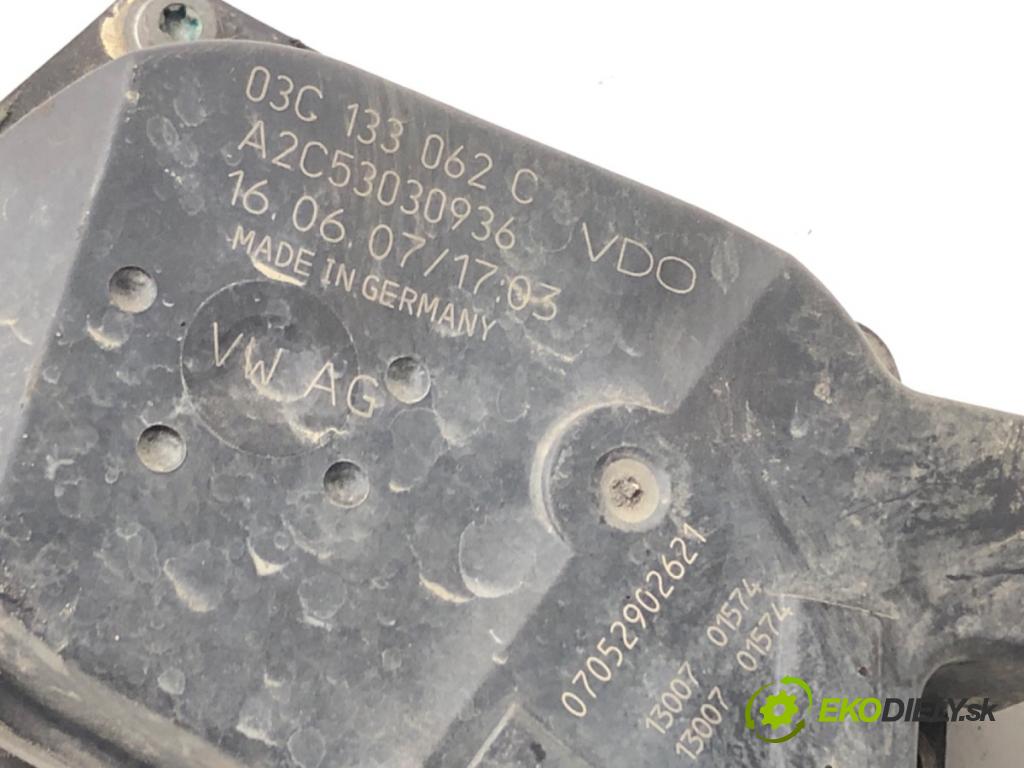 03C 133 062 C
A2C53030936
VDO
16.06.07/17:03
MADE IN GERMANY
VW AG
07052902621
13007 01574
13007 01574
EKODIELY.sk